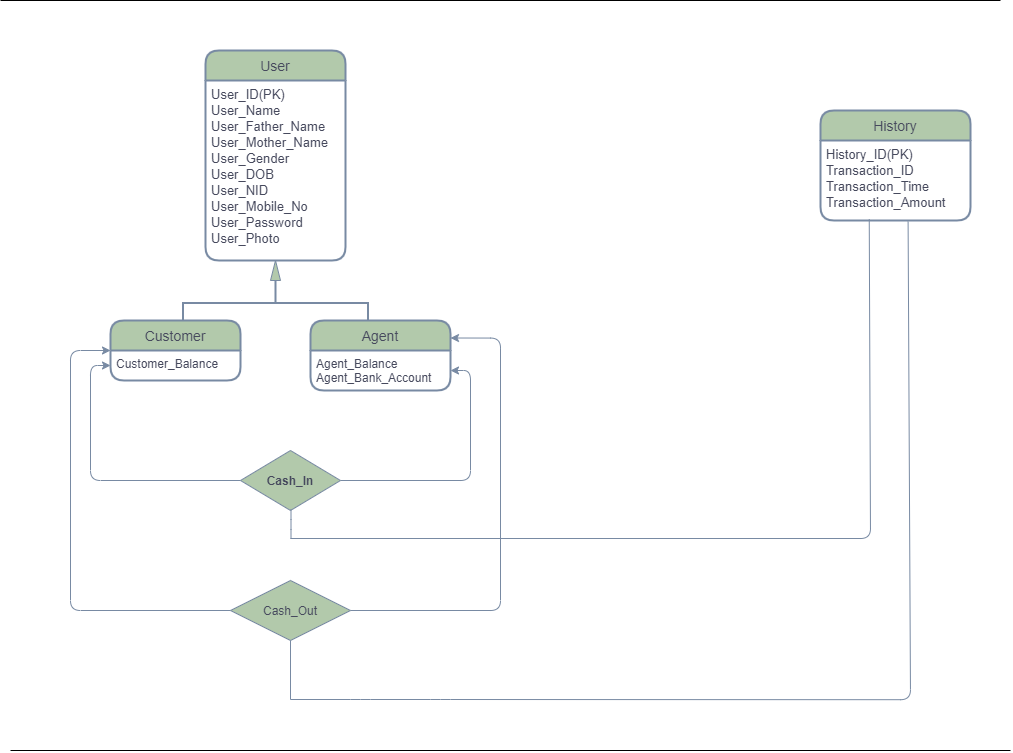 User
User_ID(PK)
User_Name
User_Father_Name
User_Mother_Name
User_Gender
User_DOB
User_NID
User_Mobile_No
User_Password
User_Photo
History
History_ID(PK)
Transaction_ID
Transaction_Time
Transaction_Amount
Customer
Customer_Balance
Agent
Agent_Balance
Agent_Bank_Account
Cash_In
Cash_Out